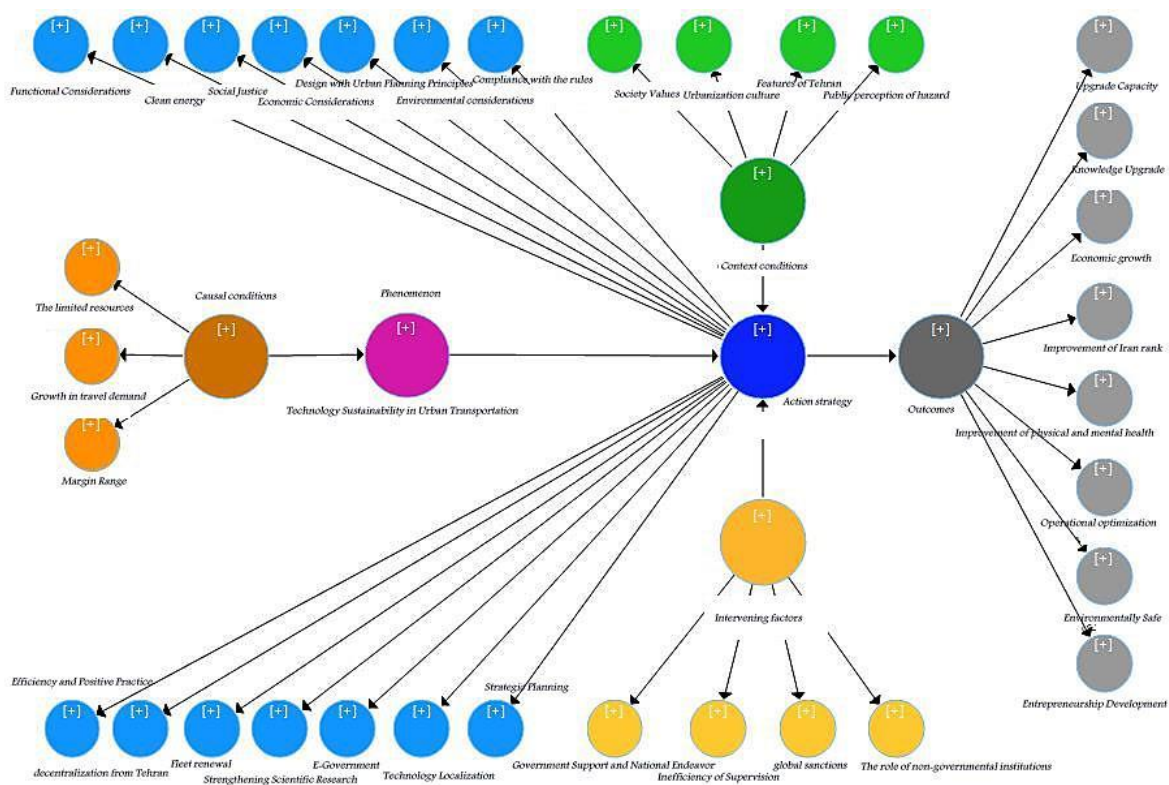 [+] [+] [+] [+] [+] [+] [+] [+] [+] [+] [+] [+]
Functional Considerations
Clean energy
Social Justice
Economic Considerations
Design with Urban Planning Principles
Environmental considerations
Compliance with the rules
Society Values
Urbanization culture
Features of Tehran
Public perception of hazard
Upgrade Capacity
[+]
Knowledge Upgrade
[+]
[+]
Economic growth
[+]
Context conditions
[+]
The limited resources
Causal conditions
Phenomenon
[+]
Improvement of Iran rank
[+] [+] [+] [+] [+]
Growth in travel demand
Technology Sustainability in Urban Transportation
Action strategy
Outcomes
[+]
Improvement of physical and mental health
[+]
Margin Range
[+]
Operational optimization
[+]
Intervening factors
[+]
Environmentally Safe
[+]
Entrepreneurship Development
Efficiency and Positive Practice
Strategic Planning
[+] [+] [+] [+] [+] [+] [+] [+] [+] [+] [+]
decentralization from Tehran
Fleet renewal
Strengthening Scientific Research
E-Government
Technology Localization
Government Support and National Endeavor
Inefficiency of Supervision
global sanctions
The role of non-governmental institutions